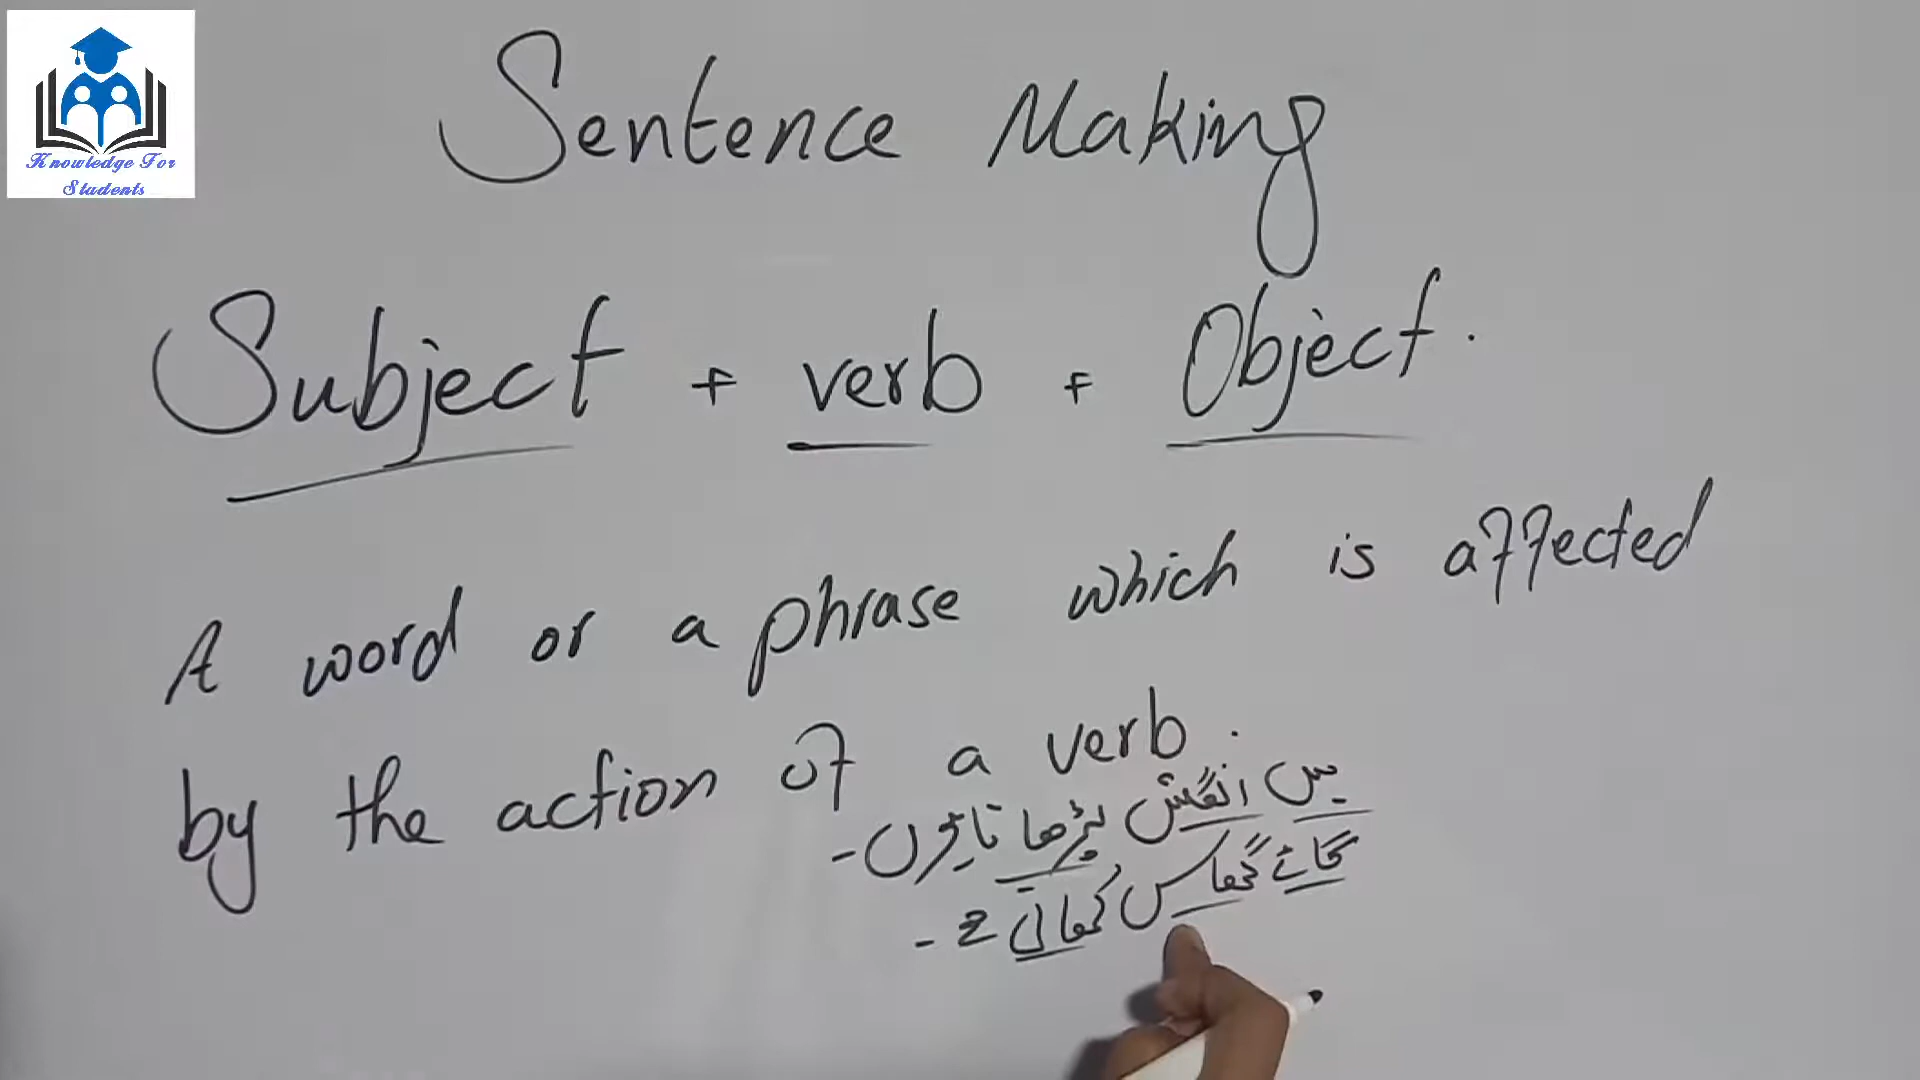 Knowledge For
Students
Sentence Making
Subject + verb + Object.
A word or a phrase which is affected
by the action of a verb.
میں انگلش پڑھاتا ہوں۔
گائے گھاس کھاتی ہے۔